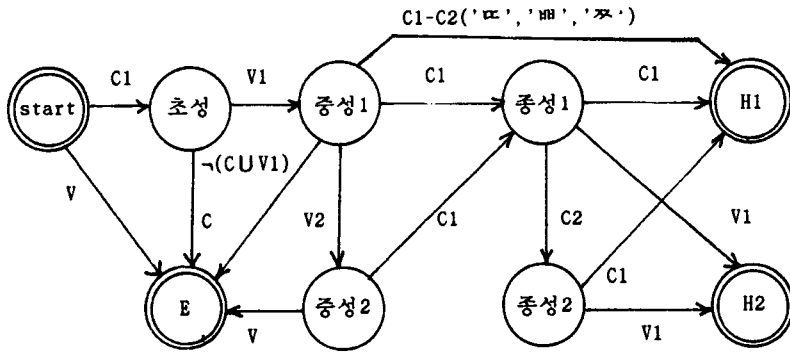 C1-C2('ㄸ','ㅃ','ㅉ')
C1 V1 C1 C1
start 초성 중성1 종성1 H1
¬(C∪V1)
V C V2 C1 C2 V1
C1
E 중성2 종성2 H2
V V1